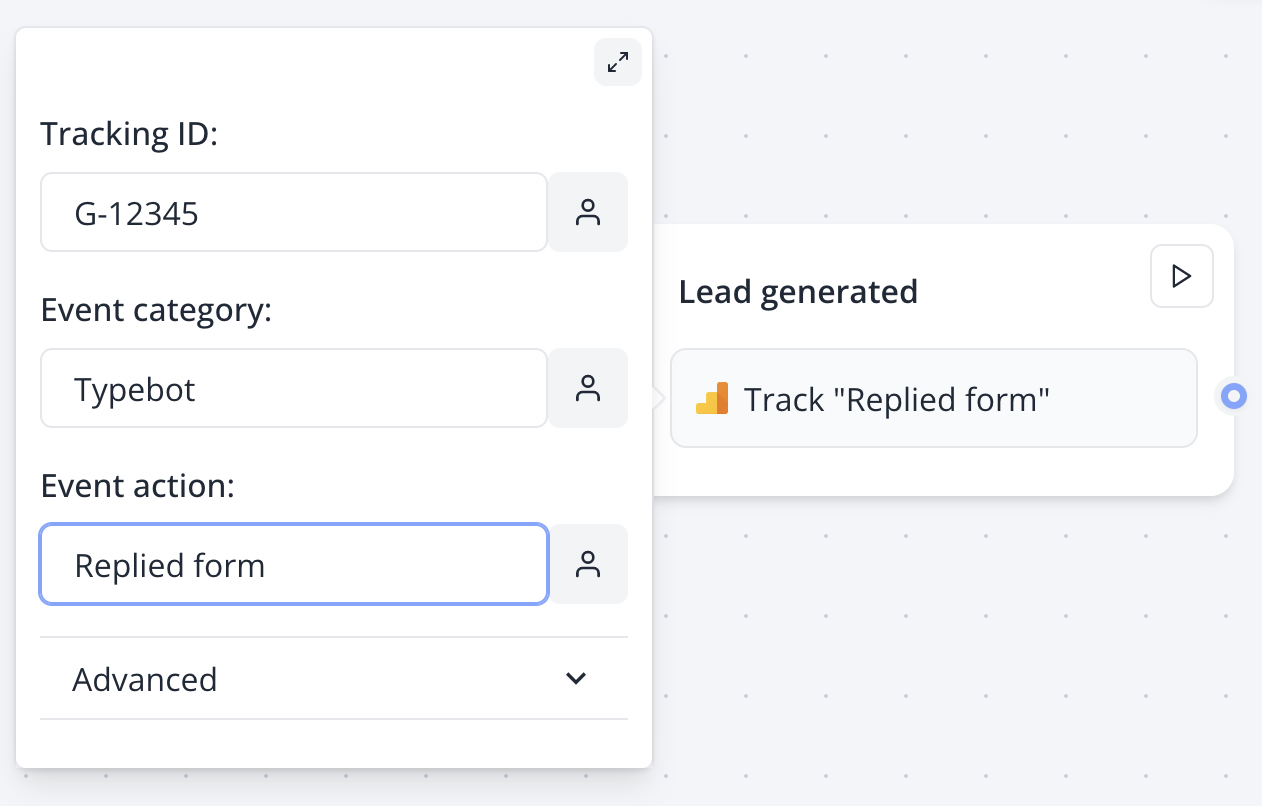 Tracking ID:
G-12345
Event category:
Typebot
Event action:
Replied form
Advanced
Lead generated
Track "Replied form"